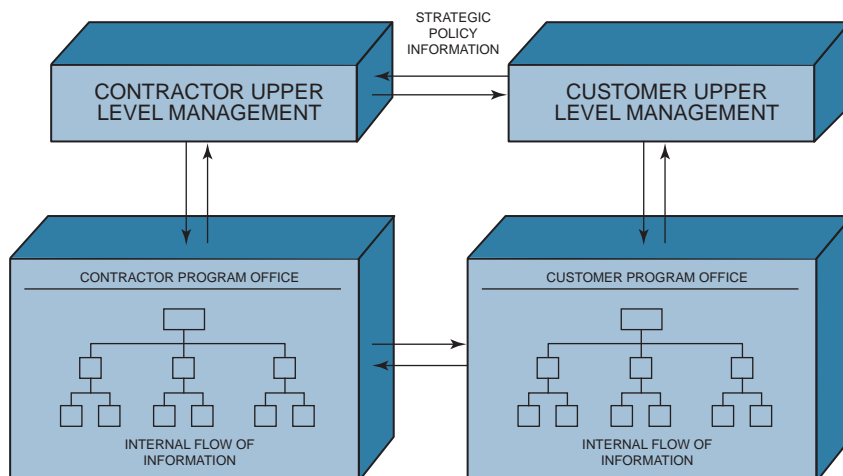 STRATEGIC
POLICY
INFORMATION
CONTRACTOR UPPER
LEVEL MANAGEMENT
CUSTOMER UPPER
LEVEL MANAGEMENT
CONTRACTOR PROGRAM OFFICE
INTERNAL FLOW OF
INFORMATION
CUSTOMER PROGRAM OFFICE
INTERNAL FLOW OF
INFORMATION